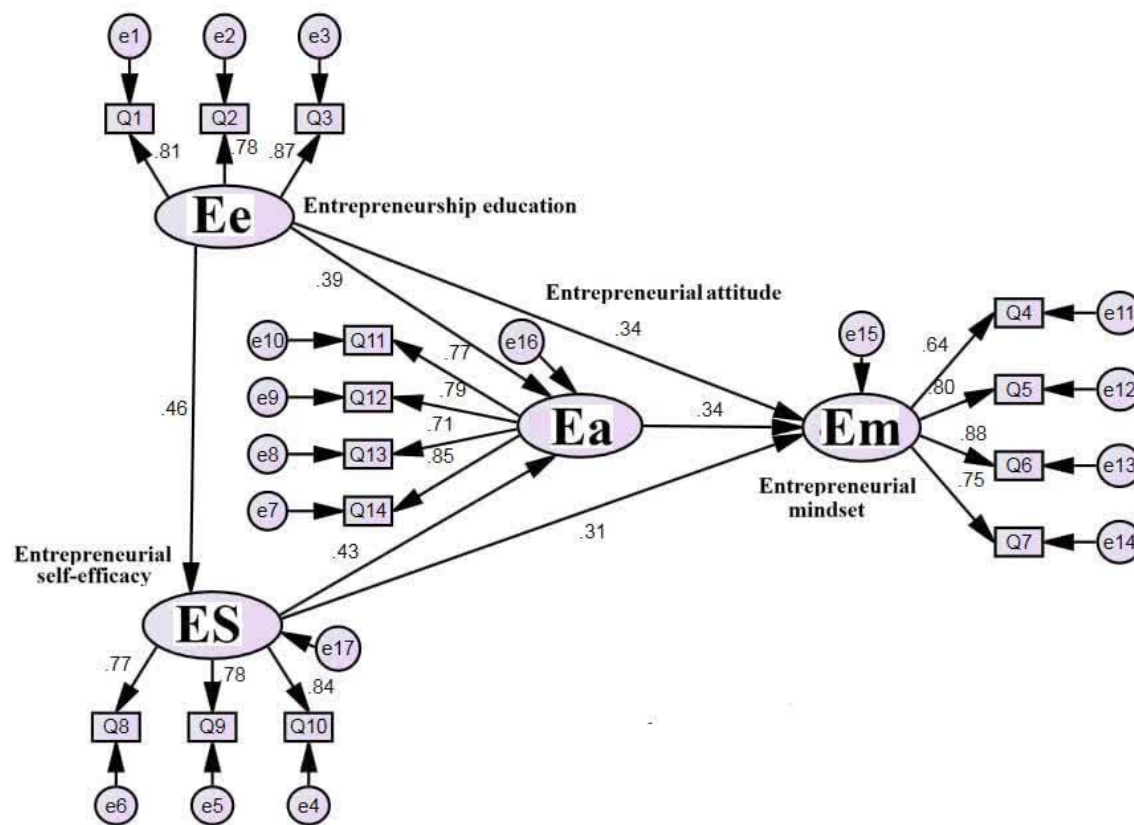 e1
e2
e3
Q1
Q2
Q3
.81
.78
.87
Ee
Entrepreneurship education
.39
Entrepreneurial attitude
.34
.46
e10
Q11
.77
e16
e15
Q4
e11
.64
e9
Q12
.79
.80
Q5
e12
Ea
.34
Em
e8
Q13
.71
.88
Q6
e13
.85
.75
e7
Q14
Entrepreneurial
mindset
Q7
e14
.43
.31
Entrepreneurial
self-efficacy
ES
e17
.77
.78
.84
Q8
Q9
Q10
e6
e5
e4